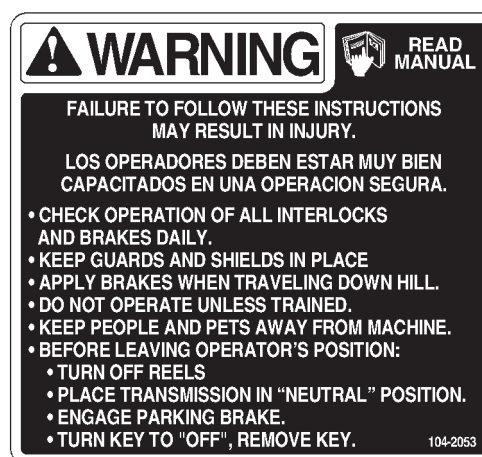 WARNING
READ
MANUAL
FAILURE TO FOLLOW THESE INSTRUCTIONS
MAY RESULT IN INJURY.
LOS OPERADORES DEBEN ESTAR MUY BIEN
CAPACITADOS EN UNA OPERACION SEGURA.
• CHECK OPERATION OF ALL INTERLOCKS
AND BRAKES DAILY.
• KEEP GUARDS AND SHIELDS IN PLACE
• APPLY BRAKES WHEN TRAVELING DOWN HILL.
• DO NOT OPERATE UNLESS TRAINED.
• KEEP PEOPLE AND PETS AWAY FROM MACHINE.
• BEFORE LEAVING OPERATOR’S POSITION:
• TURN OFF REELS
• PLACE TRANSMISSION IN “NEUTRAL” POSITION.
• ENGAGE PARKING BRAKE.
• TURN KEY TO "OFF", REMOVE KEY. 104-2053